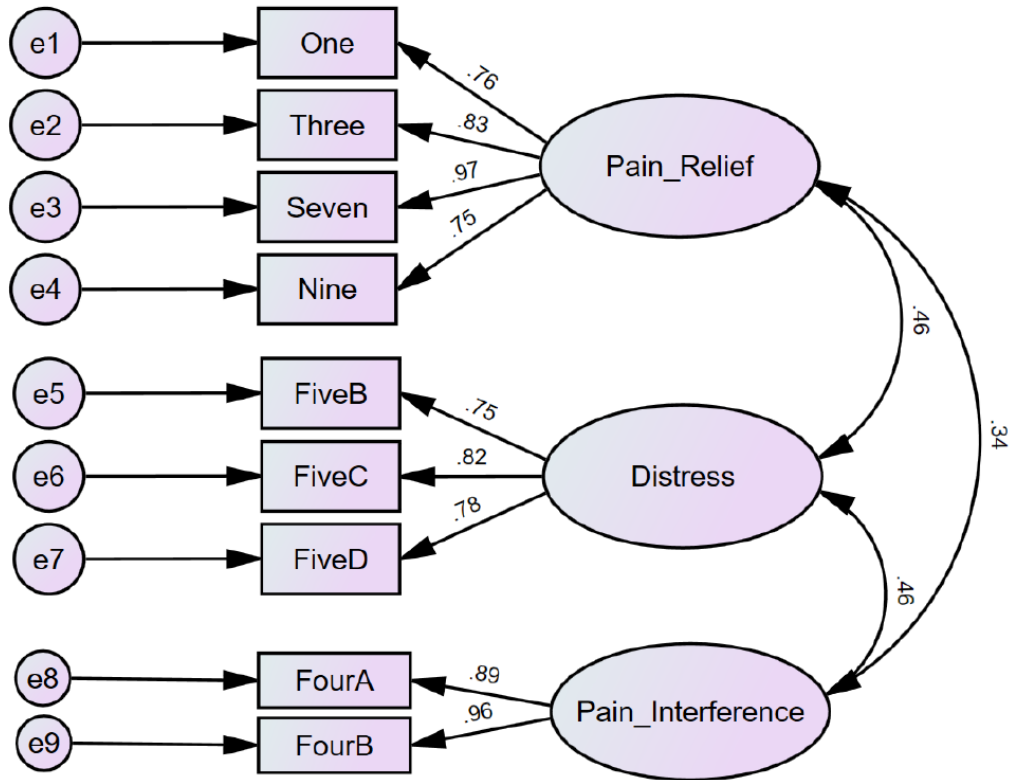 e1
One
.76
e2
Three
.83
Pain_Relief
e3
Seven
.97
e4
Nine
.75
.46
.34
e5
FiveB
.75
e6
FiveC
.82
Distress
e7
FiveD
.78
.46
e8
FourA
.89
Pain_Interference
e9
FourB
.96